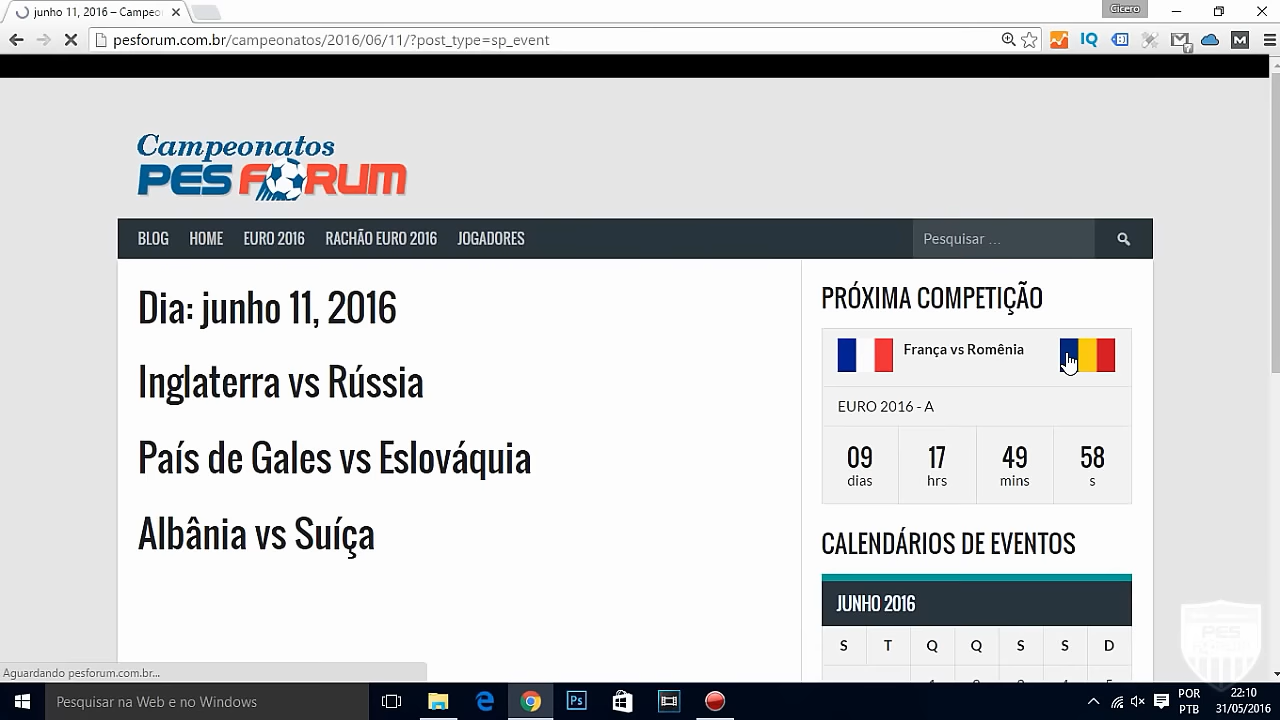 junho 11, 2016 – Campeo
Cicero
pesforum.com.br/campeonatos/2016/06/11/?post_type=sp_event
Campeonatos
PES FORUM
BLOG HOME EURO 2016 RACHÃO EURO 2016 JOGADORES
Pesquisar ...
Dia: junho 11, 2016
Inglaterra vs Rússia
País de Gales vs Eslováquia
Albânia vs Suíça
PRÓXIMA COMPETIÇÃO
França vs Romênia
EURO 2016 - A
09 17 49 58
dias hrs mins s
CALENDÁRIOS DE EVENTOS
JUNHO 2016
S T Q Q S S D
PES
FORUM
Aguardando pesforum.com.br...
Pesquisar na Web e no Windows
POR
PTB
22:10
31/05/2016